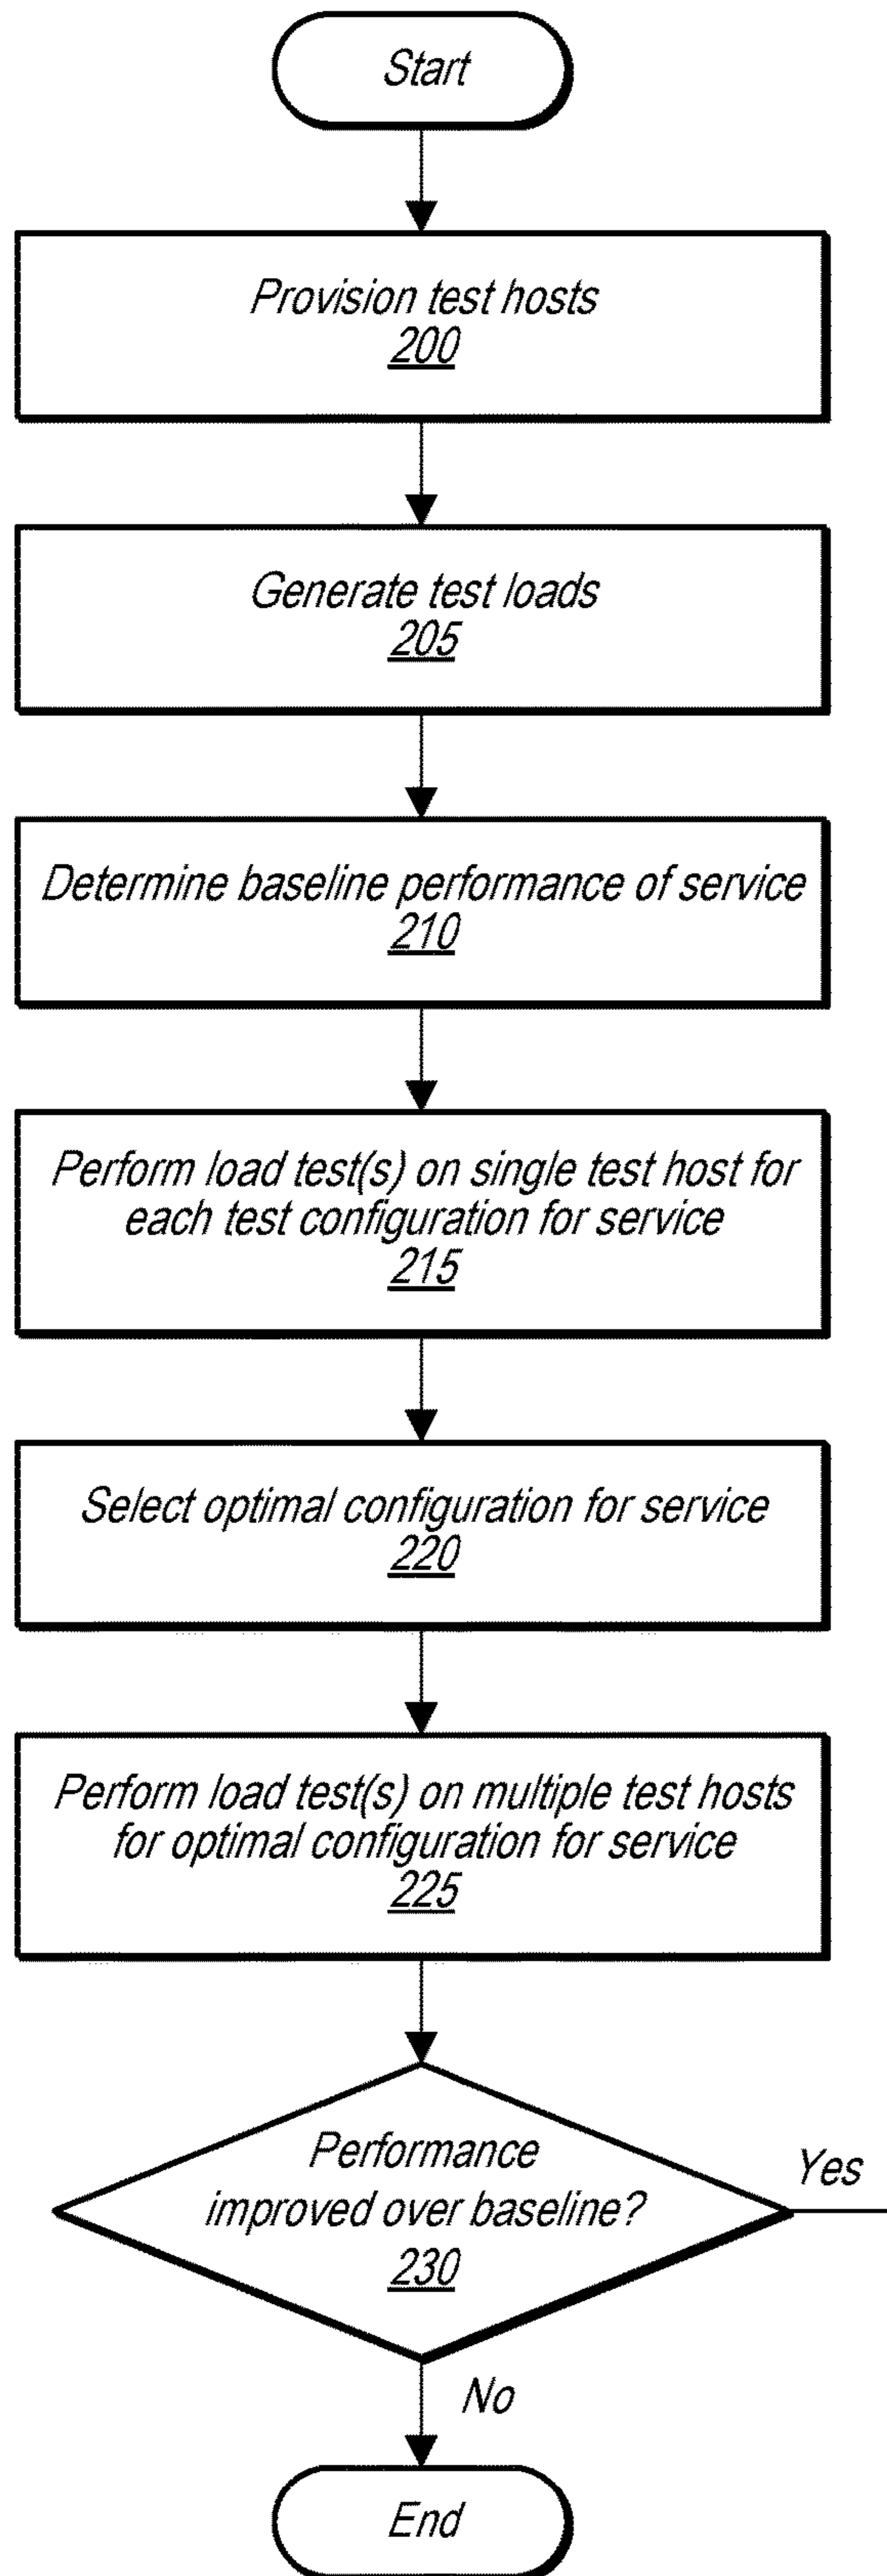 Start
Provision test hosts
200
Generate test loads
205
Determine baseline performance of service
210
Perform load test(s) on single test host for
each test configuration for service
215
Select optimal configuration for service
220
Perform load test(s) on multiple test hosts
for optimal configuration for service
225
Performance
improved over baseline?
230
Yes
No
End